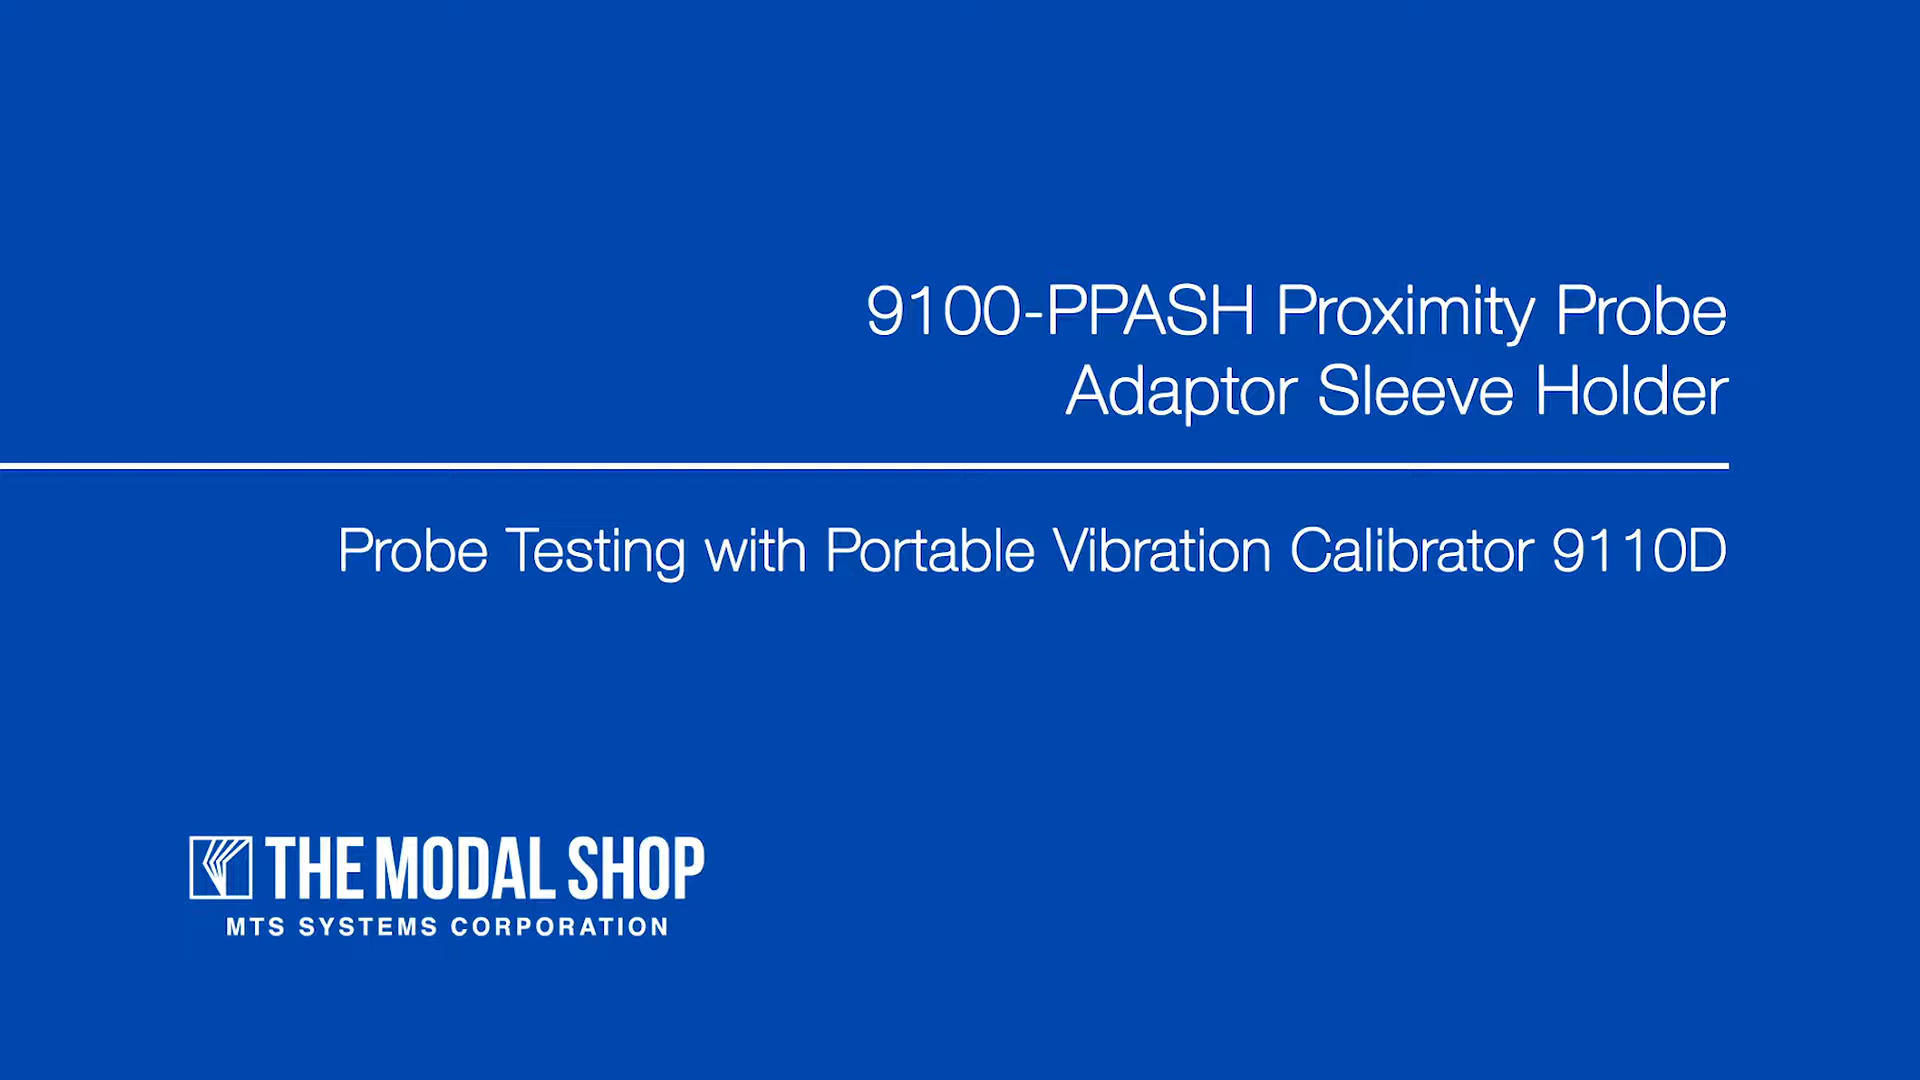 9100-PPASH Proximity Probe
Adaptor Sleeve Holder
Probe Testing with Portable Vibration Calibrator 9110D
THE MODAL SHOP
MTS SYSTEMS CORPORATION